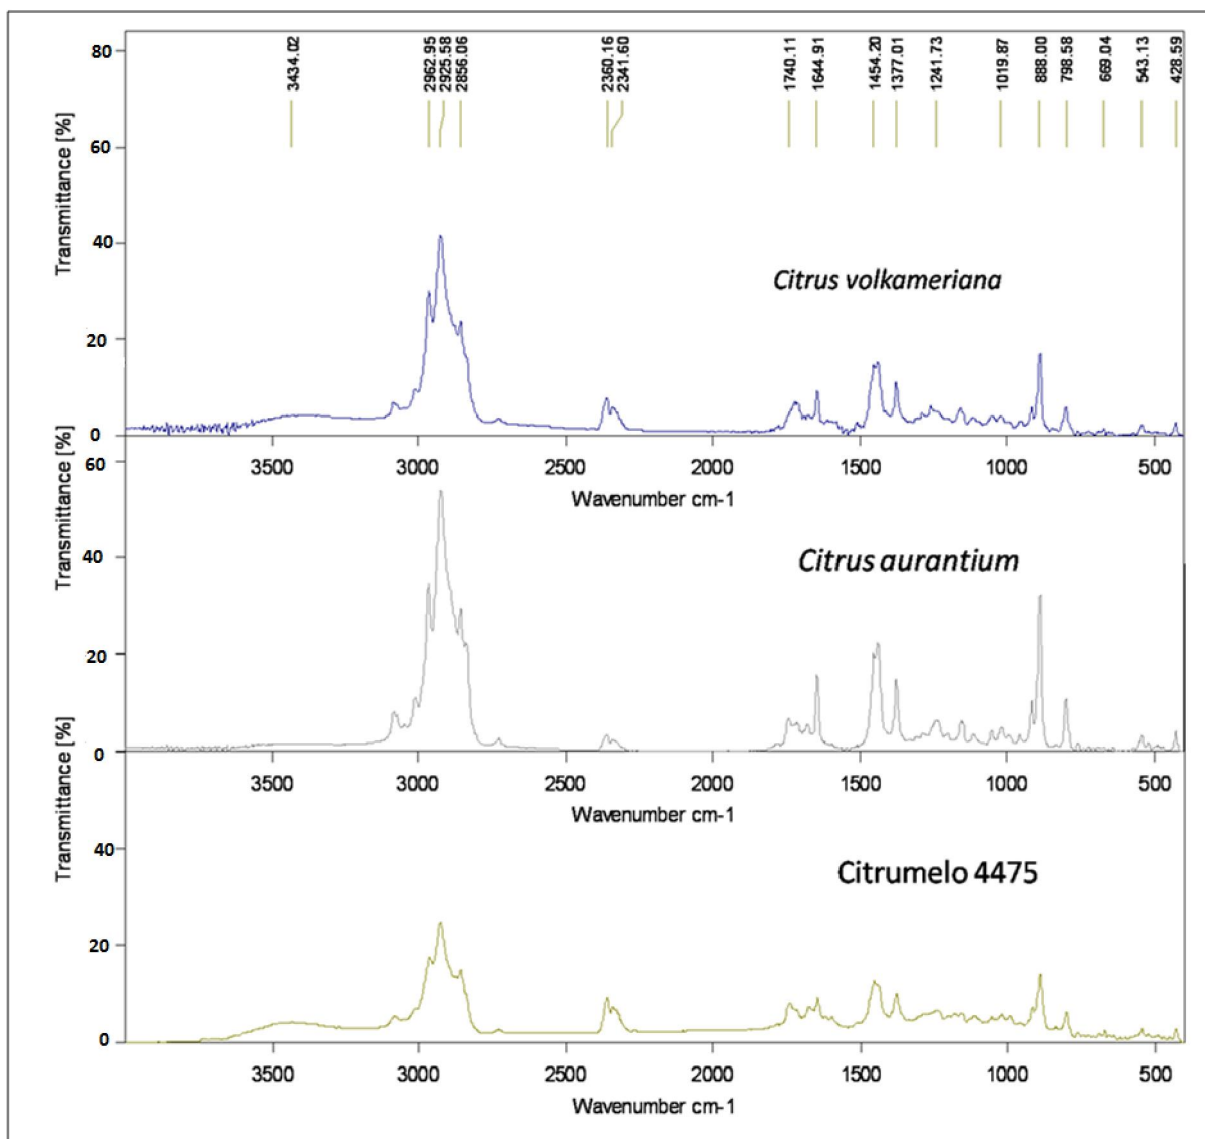 3434.02
2962.95
2925.58
2856.06
2360.16
2341.60
1740.11
1644.91
1454.20
1377.01
1241.73
1019.87
888.00
798.58
669.04
543.13
428.59
Transmittance [%]
80
60
40
20
0
Citrus volkameriana
3500 3000 2500 2000 1500 1000 500
Wavenumber cm-1
Transmittance [%]
60
40
20
0
Citrus aurantium
3500 3000 2500 2000 1500 1000 500
Wavenumber cm-1
Transmittance [%]
40
20
0
Citrumelo 4475
3500 3000 2500 2000 1500 1000 500
Wavenumber cm-1